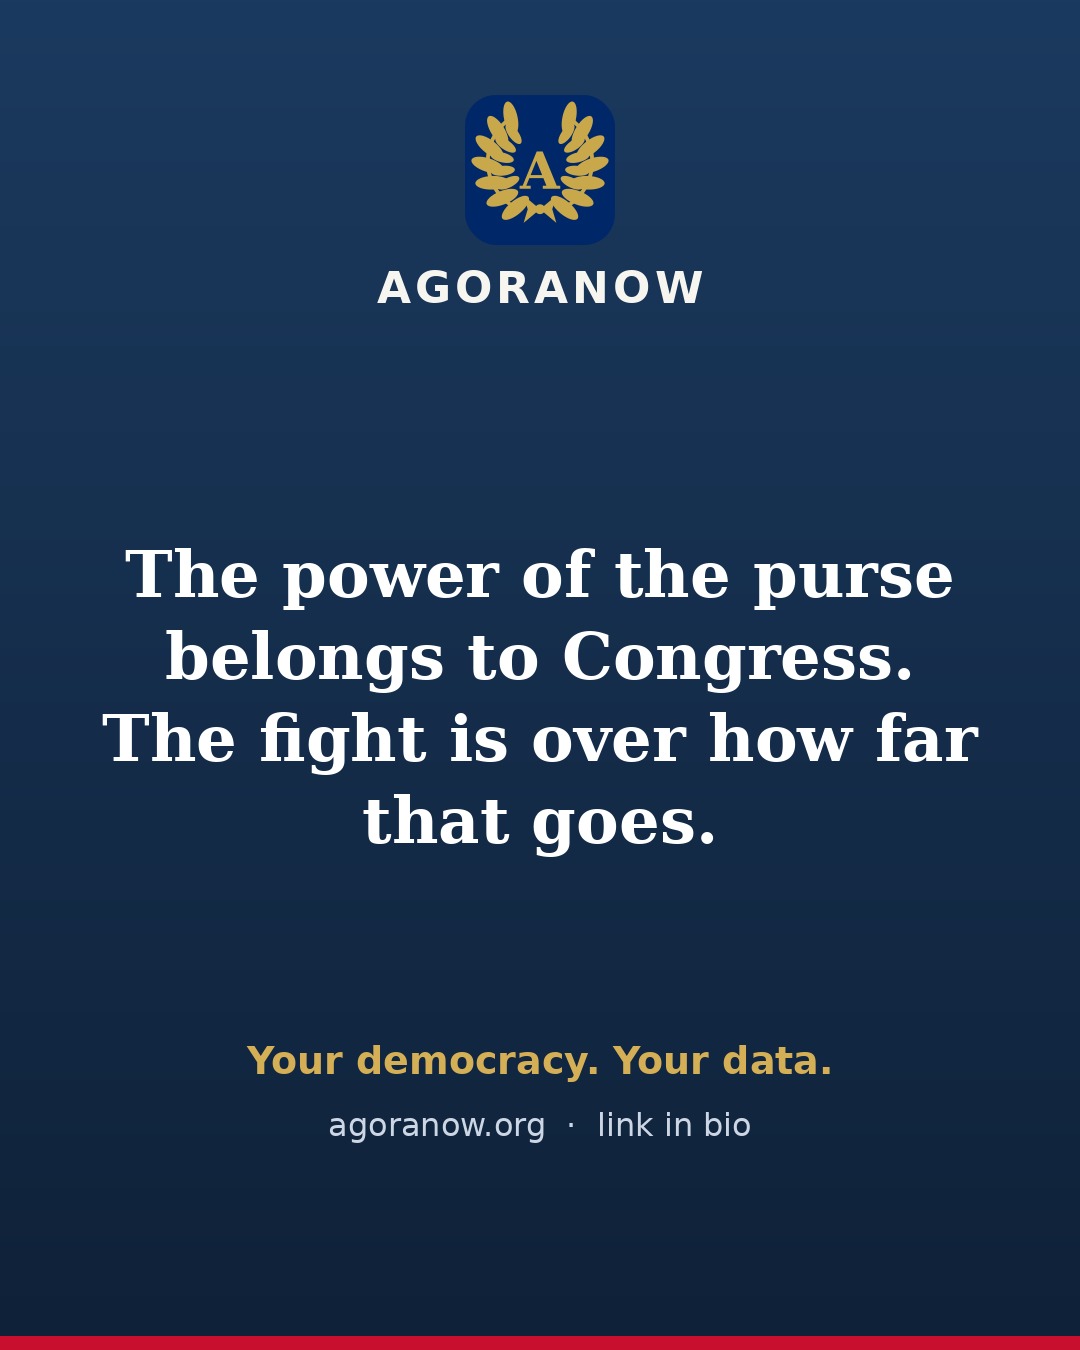 A
AGORANOW
The power of the purse
belongs to Congress.
The fight is over how far
that goes.
Your democracy. Your data.
agoranow.org · link in bio